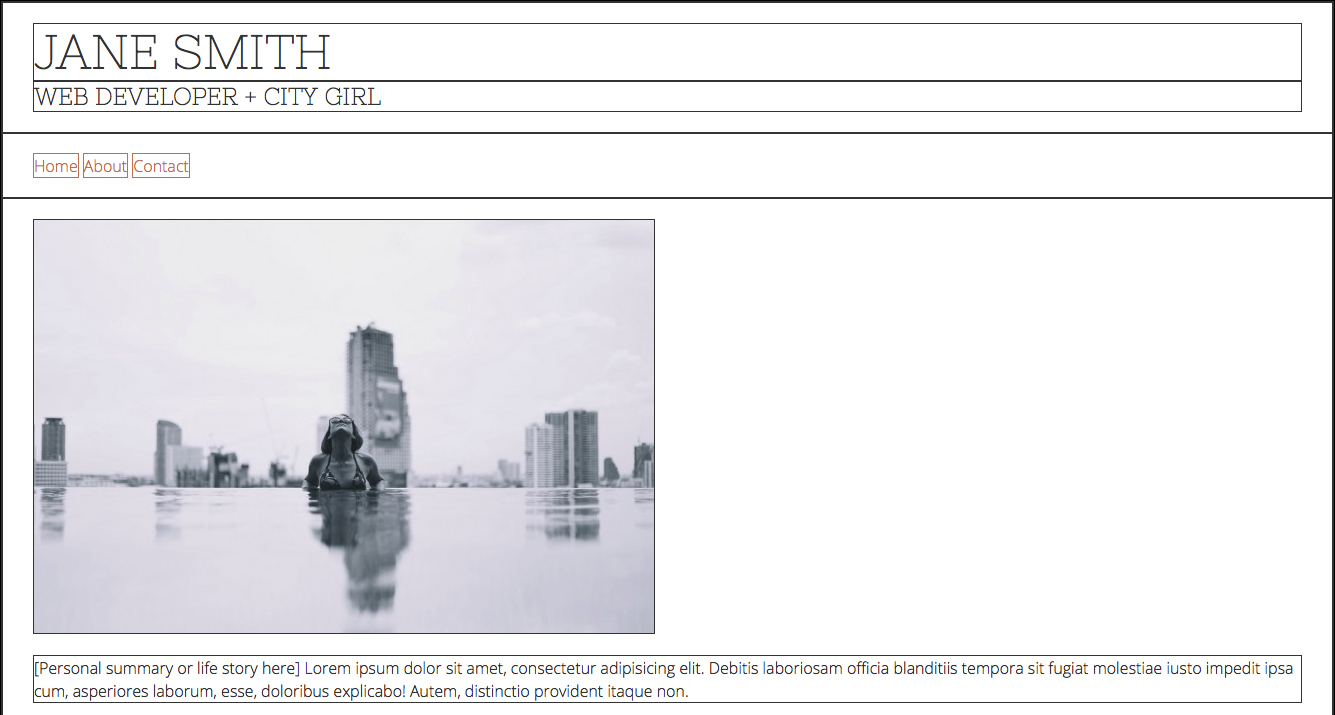 JANE SMITH
WEB DEVELOPER + CITY GIRL
Home About Contact
[Personal summary or life story here] Lorem ipsum dolor sit amet, consectetur adipisicing elit. Debitis laboriosam officia blanditiis tempora sit fugiat molestiae iusto impedit ipsa
cum, asperiores laborum, esse, doloribus explicabo! Autem, distinctio provident itaque non.